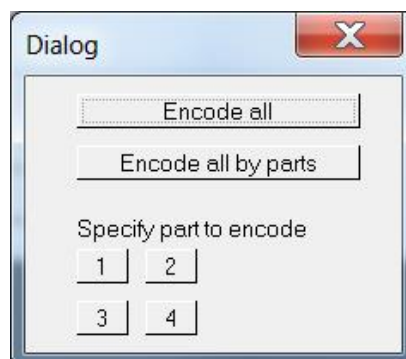 Dialog
Encode all
Encode all by parts
Specify part to encode
1 2
3 4